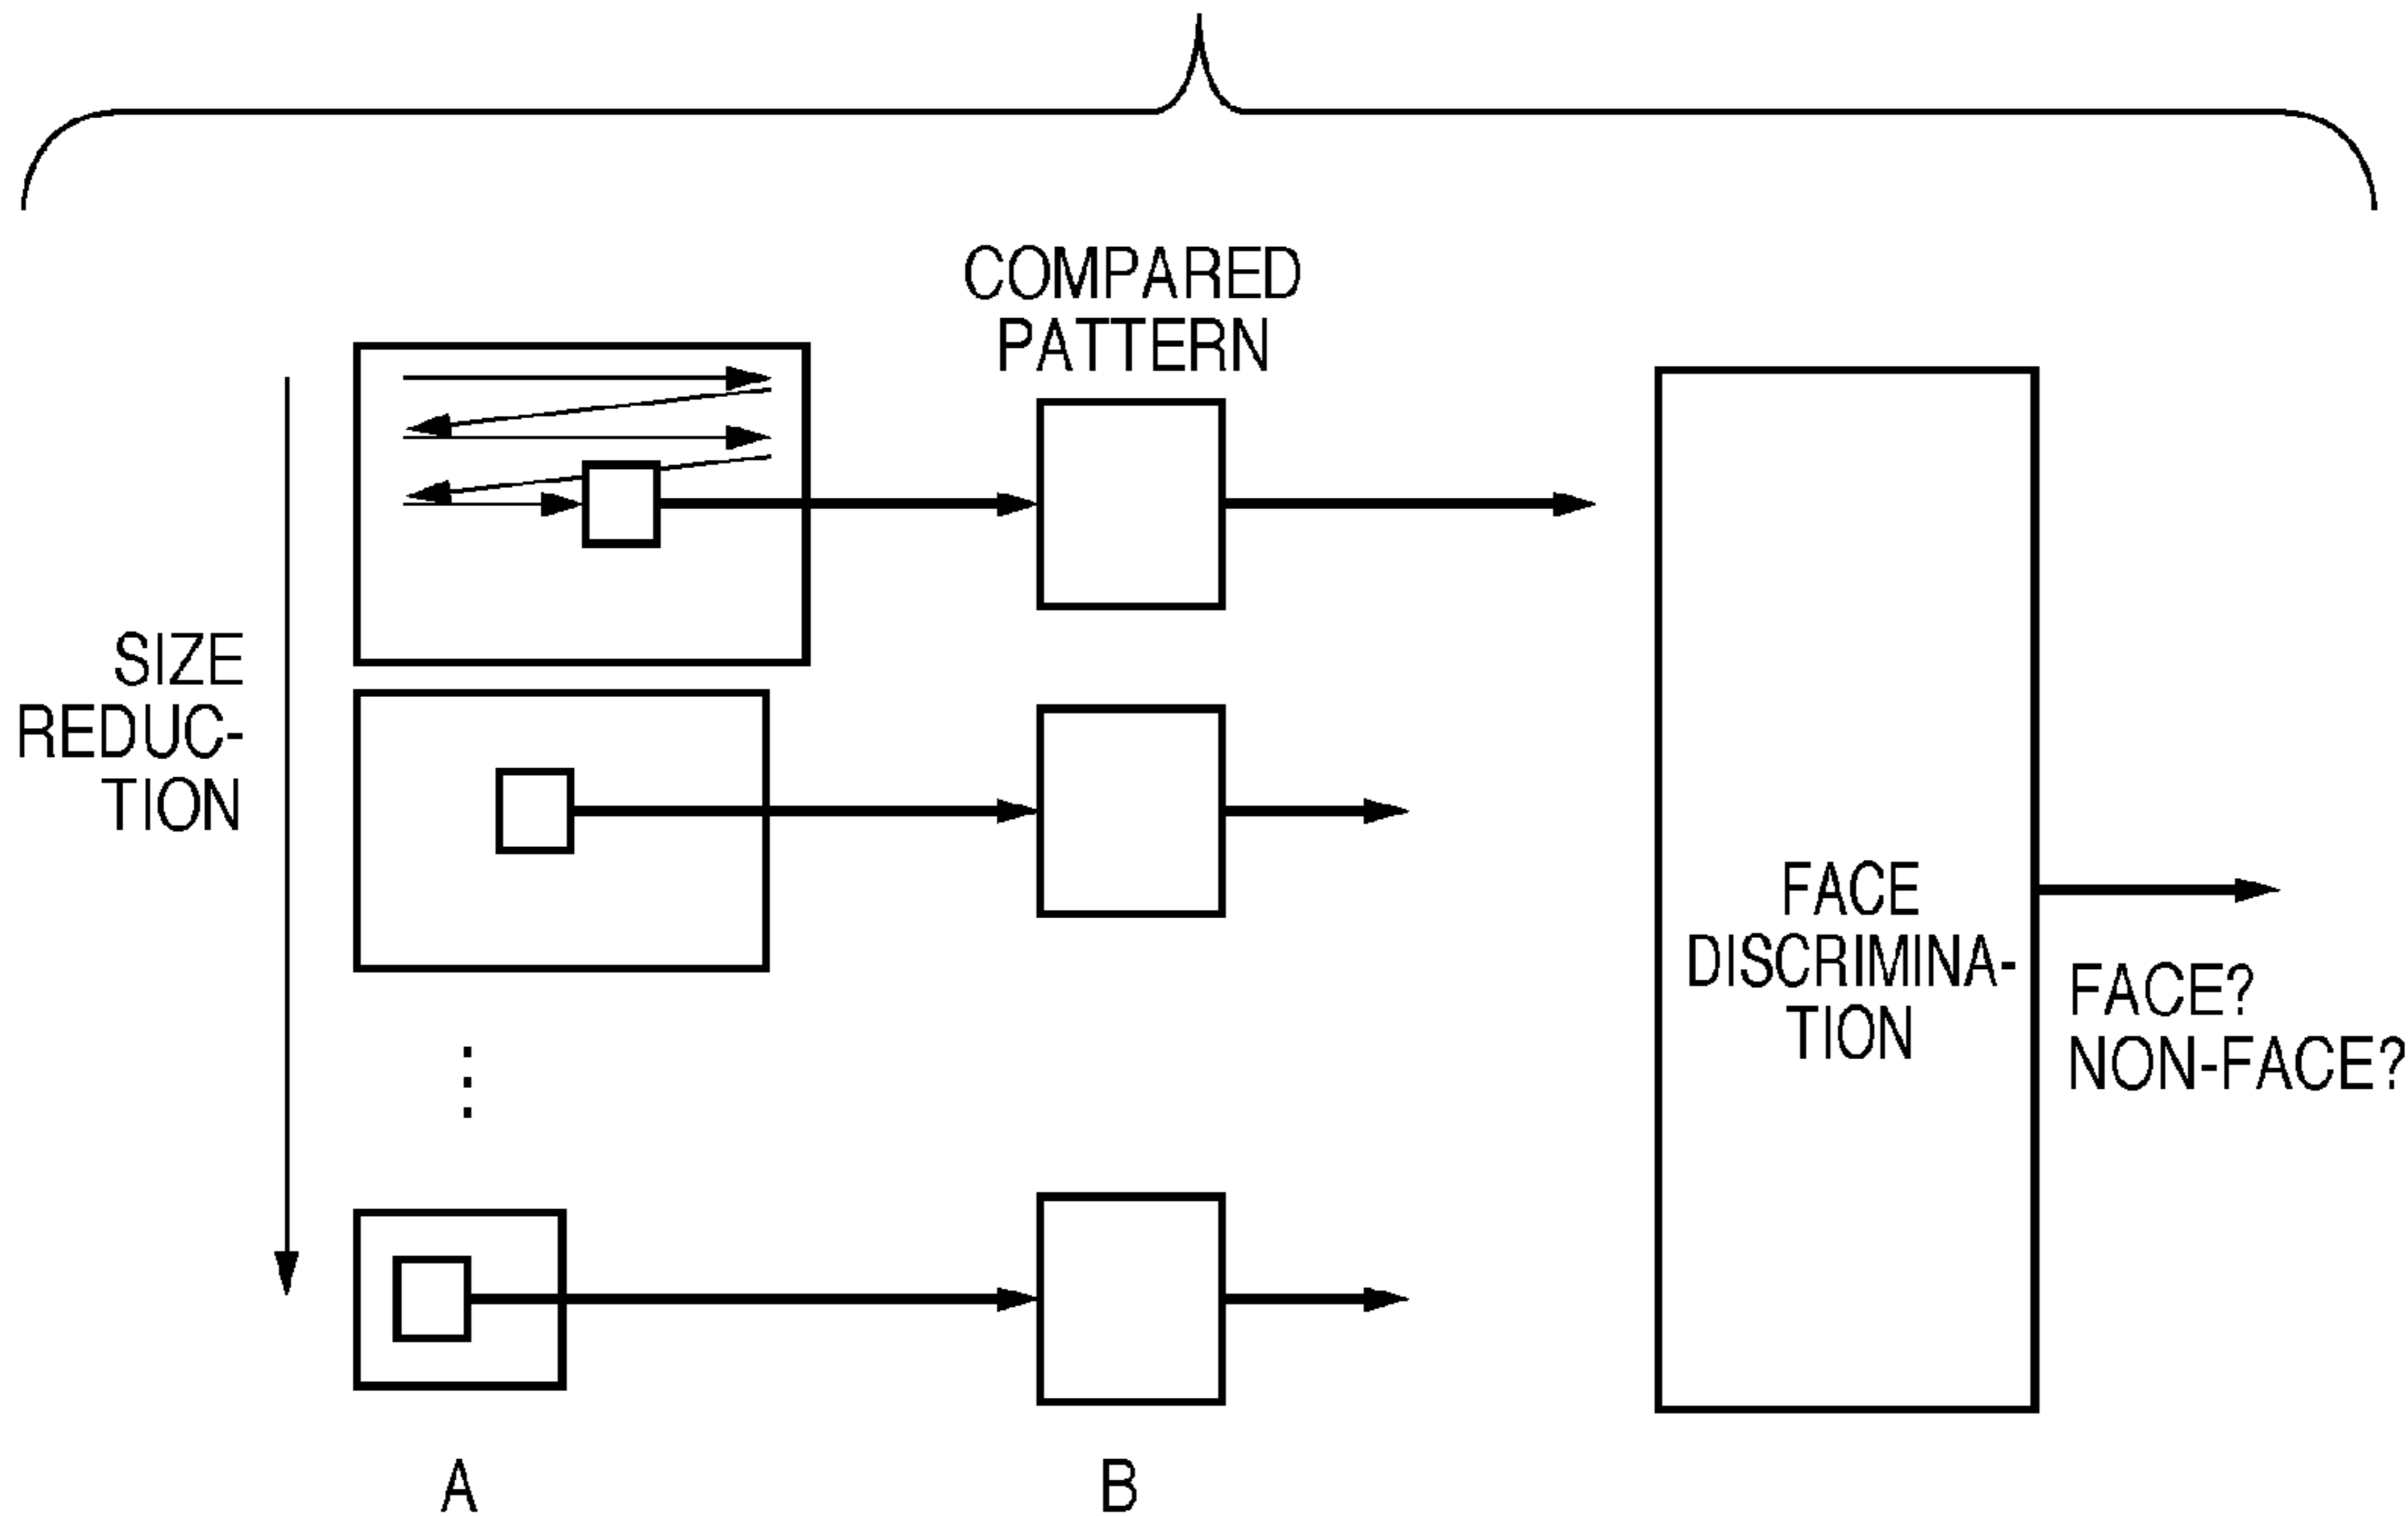 COMPARED
PATTERN
SIZE
REDUC-
TION
FACE
DISCRIMINA-
TION
FACE?
NON-FACE?
A
B